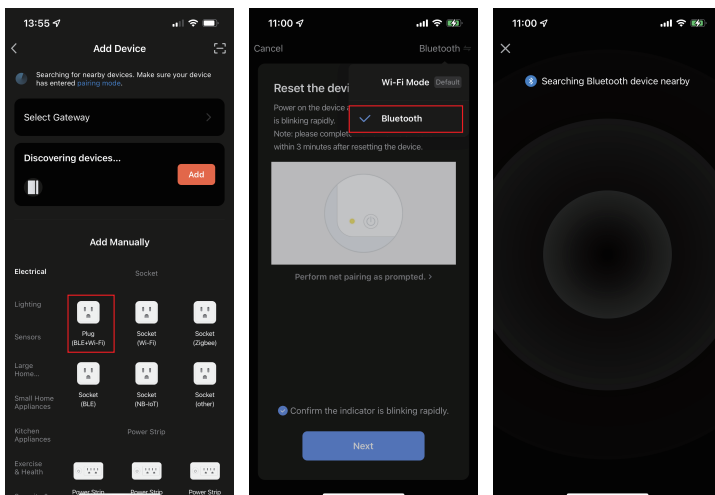 13:55
Add Device
Searching for nearby devices. Make sure your device
has entered pairing mode.
Select Gateway
Discovering devices...
Add
Add Manually
Electrical
Socket
Lighting
Plug
(BLE+Wi-Fi)
Socket
(Wi-Fi)
Socket
(Zigbee)
Sensors
Large
Home...
Socket
(BLE)
Socket
(NB-IoT)
Socket
(other)
Small Home
Appliances
Kitchen
Appliances
Power Strip
Exercise
& Health
Power Strip
Power Strip
Power Strip
11:00
Cancel
Bluetooth
Reset the devi
Wi-Fi Mode Default
Bluetooth
Power on the device
is blinking rapidly.
Note: please complet
within 3 minutes after resetting the device.
Perform net pairing as prompted. >
Confirm the indicator is blinking rapidly.
Next
11:00
Searching Bluetooth device nearby